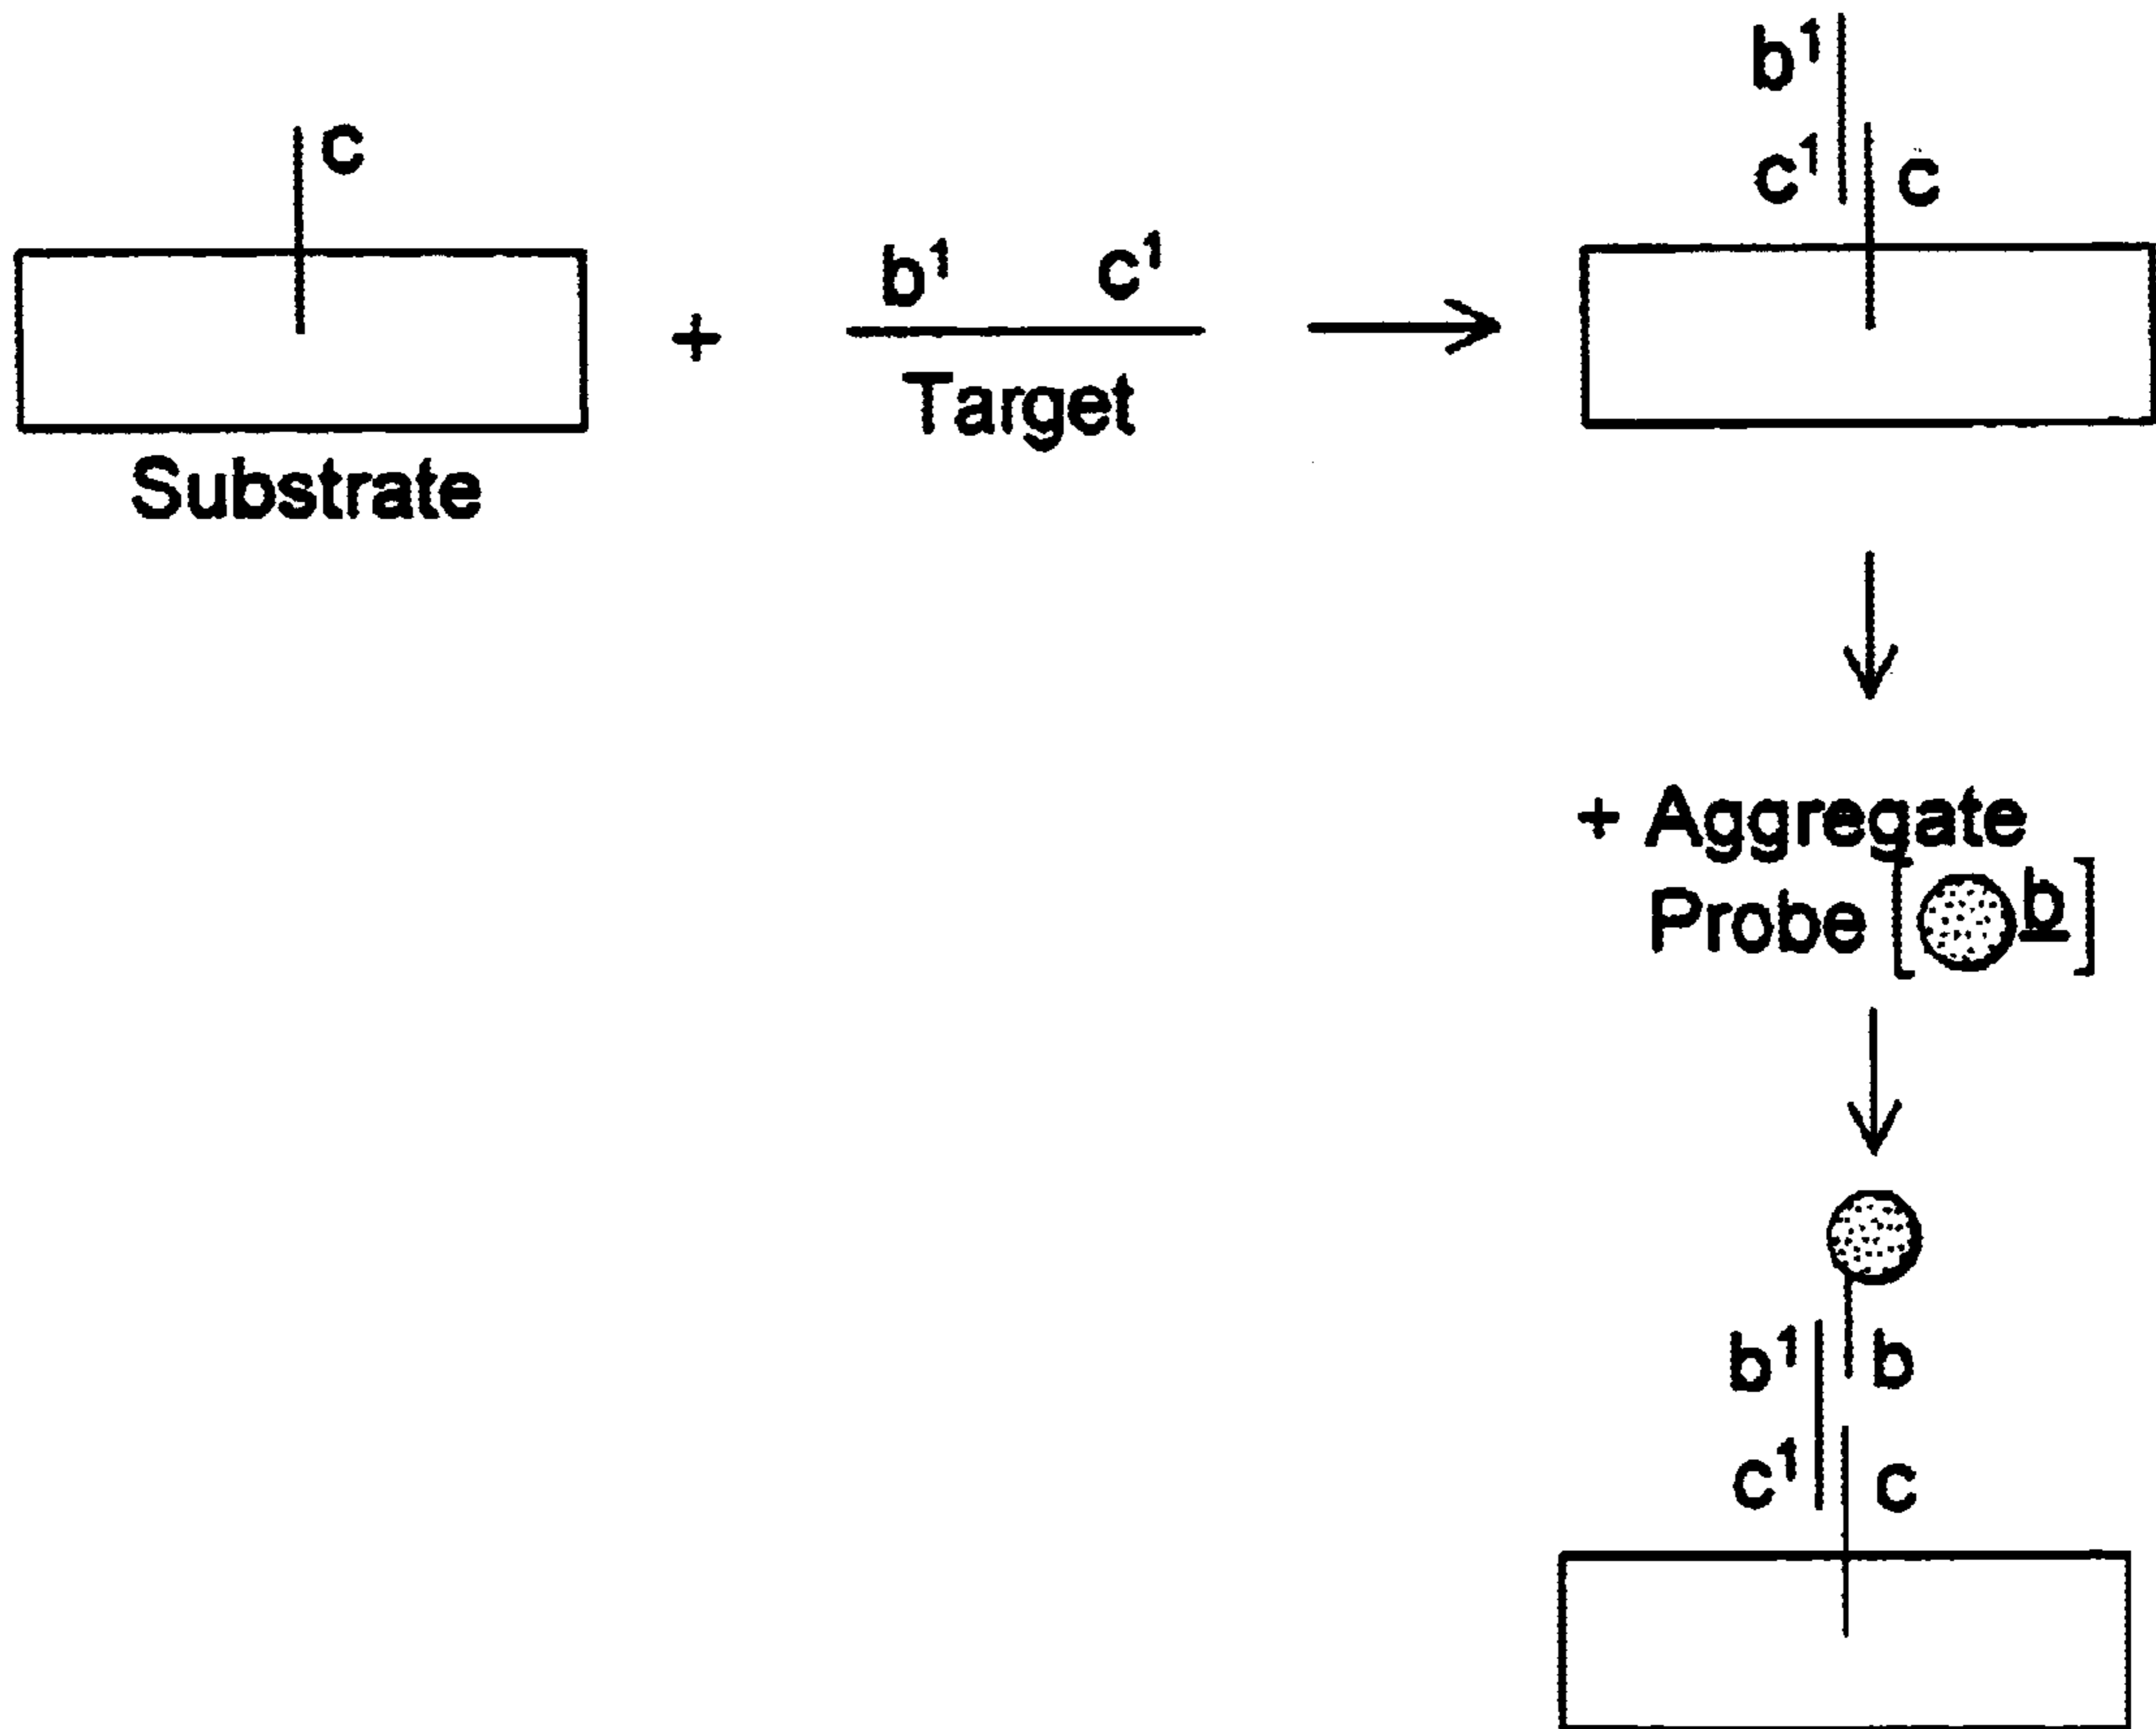 c
Substrate
+
b¹ c¹
Target
b¹
c¹ c
+ Aggregate
Probe [ b ]
b¹ b
c¹ c